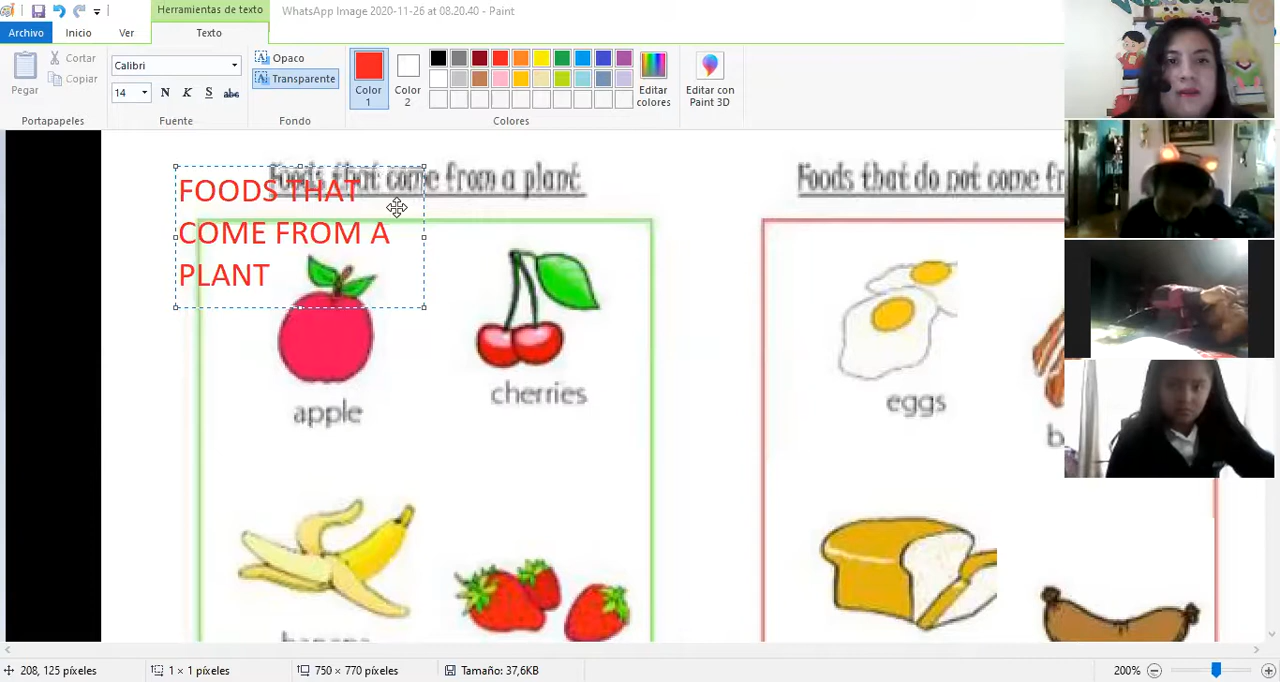 Herramientas de texto
WhatsApp Image 2020-11-26 at 08.20.40 - Paint
Archivo
Inicio
Ver
Texto
Pegar
Cortar
Copiar
Portapapeles
Calibri
14
N K S abc
Fuente
Opaco
Transparente
Fondo
Color 1
Color 2
Editar colores
Editar con Paint 3D
Colores
Foods that come from a plant
FOODS THAT
COME FROM A
PLANT
apple
cherries
banana
Foods that do not come
eggs
208, 125 píxeles
1 × 1 píxeles
750 × 770 píxeles
Tamaño: 37,6KB
200%